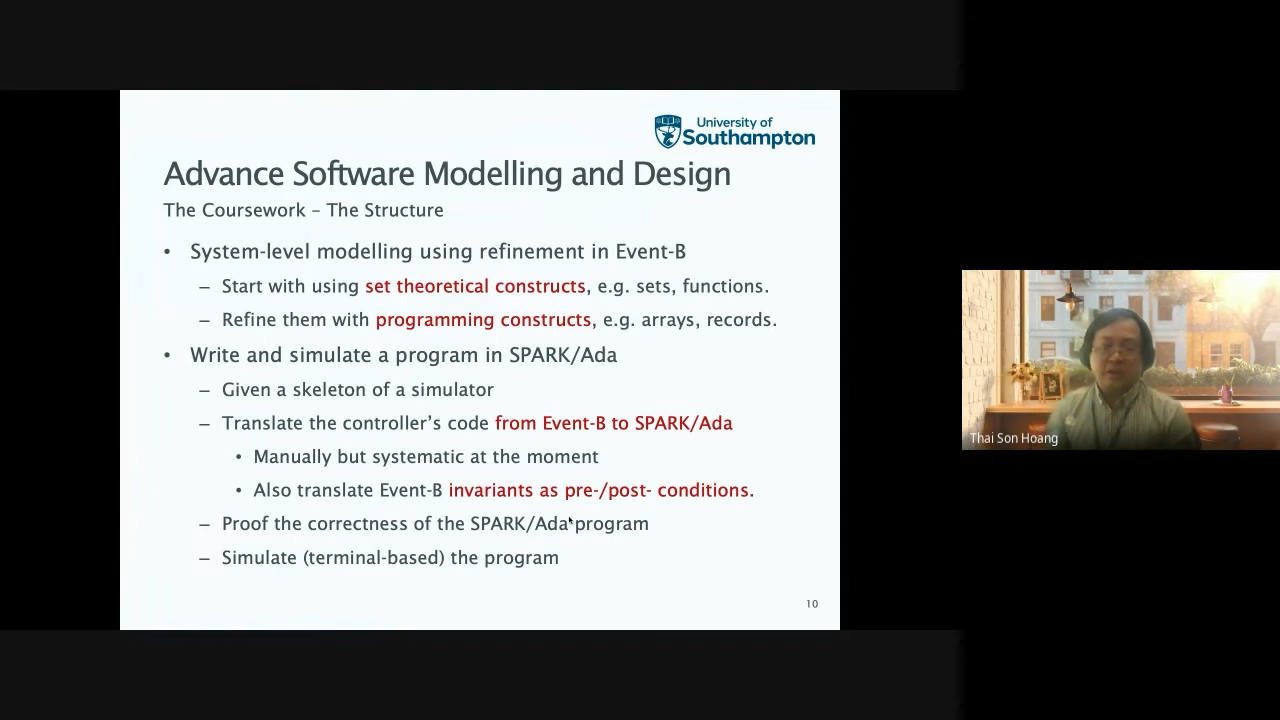 University of
Southampton
Advance Software Modelling and Design
The Coursework – The Structure
• System-level modelling using refinement in Event-B
– Start with using set theoretical constructs, e.g. sets, functions.
– Refine them with programming constructs, e.g. arrays, records.
• Write and simulate a program in SPARK/Ada
– Given a skeleton of a simulator
– Translate the controller’s code from Event-B to SPARK/Ada
• Manually but systematic at the moment
• Also translate Event-B invariants as pre-/post- conditions.
– Proof the correctness of the SPARK/Ada program
– Simulate (terminal-based) the program
10
Thai Son Hoang